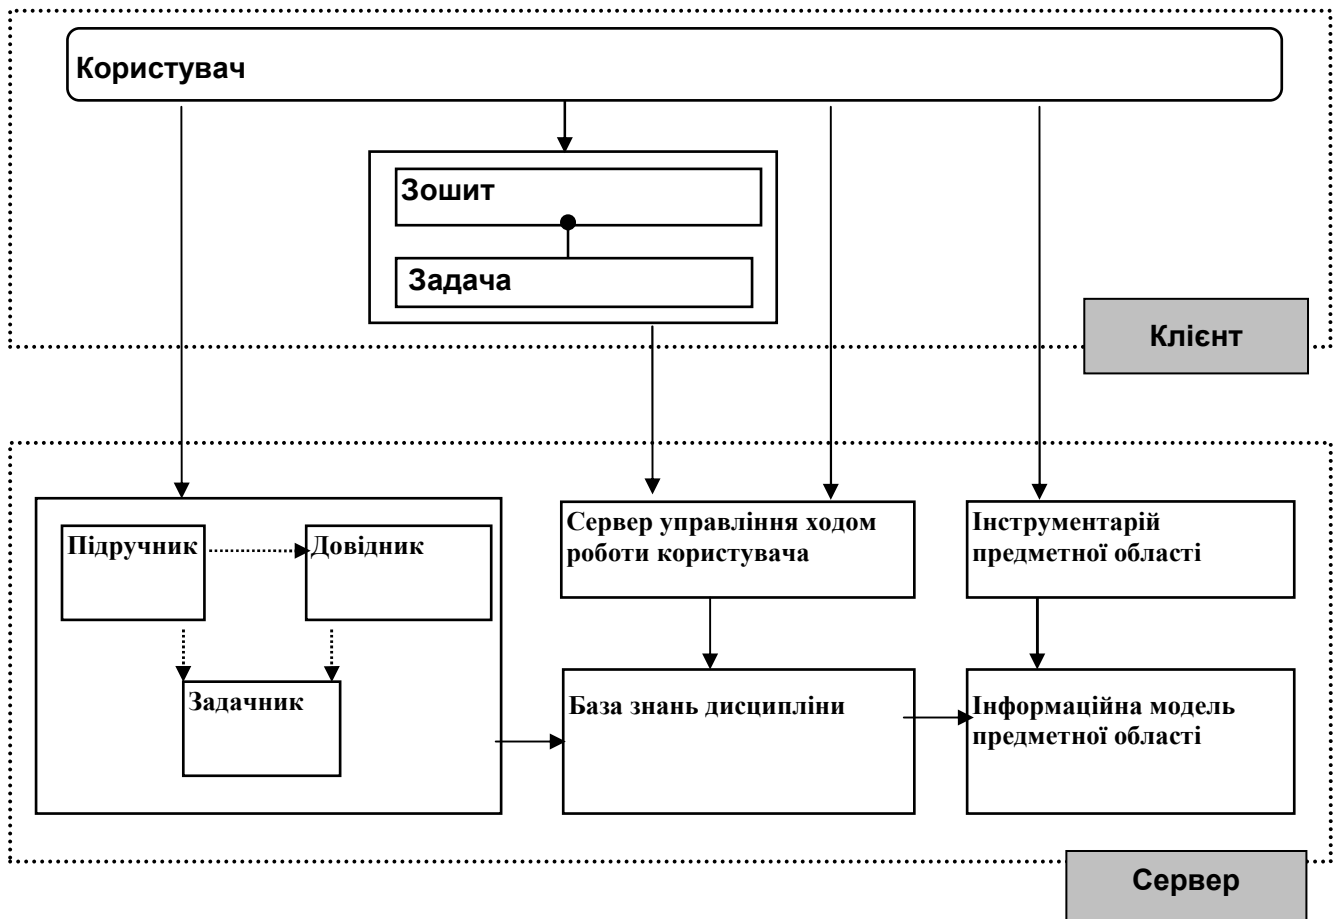 Користувач
Зошит
Задача
Клієнт
Підручник
Довідник
Задачник
Сервер управління ходом
роботи користувача
Інструментарій
предметної області
База знань дисципліни
Інформаційна модель
предметної області
Сервер